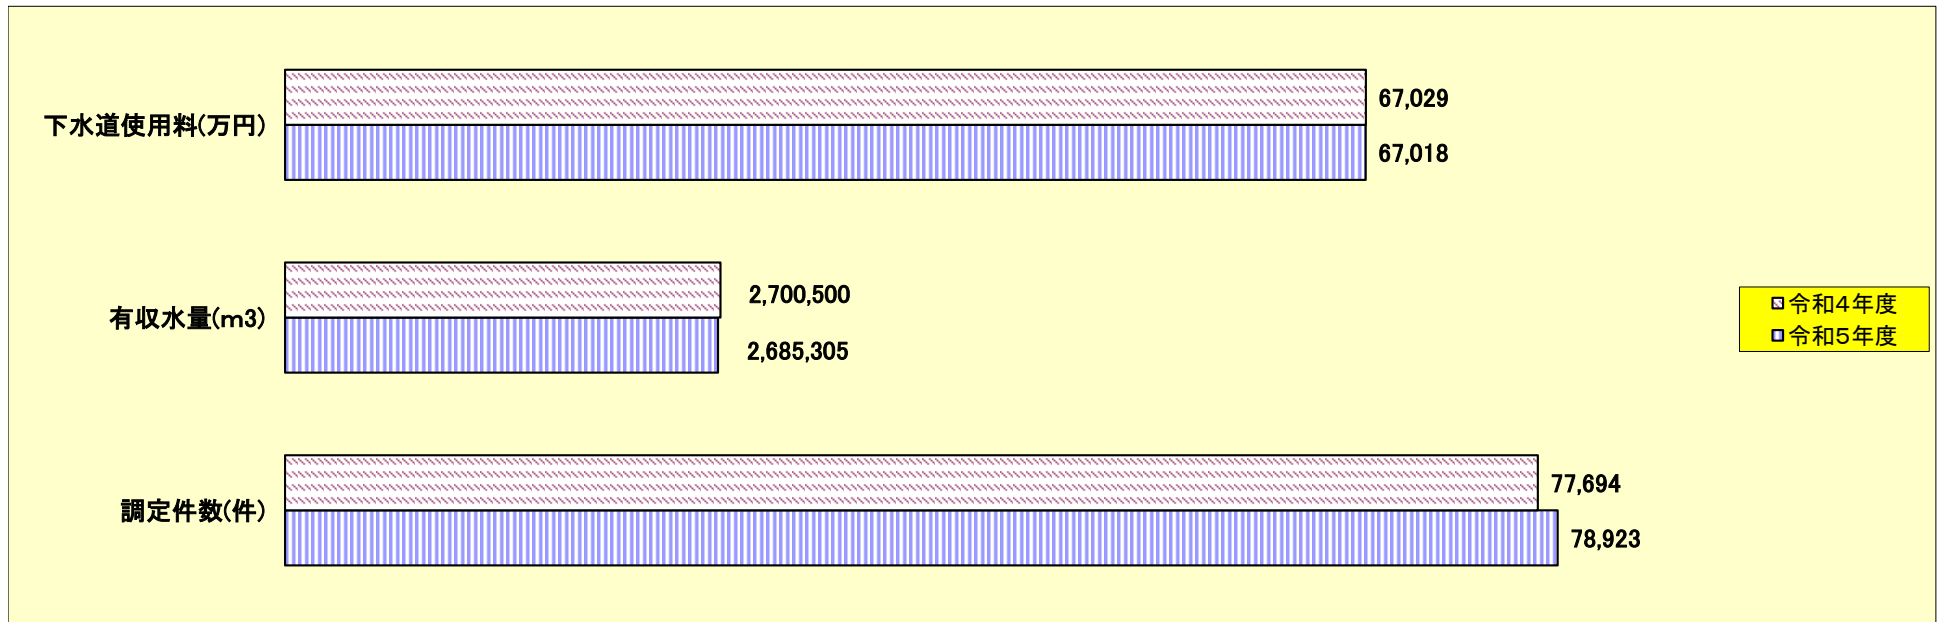 下水道使用料(万円)
67,029
67,018
有収水量(m3)
2,700,500
2,685,305
調定件数(件)
77,694
78,923
令和4年度
令和5年度